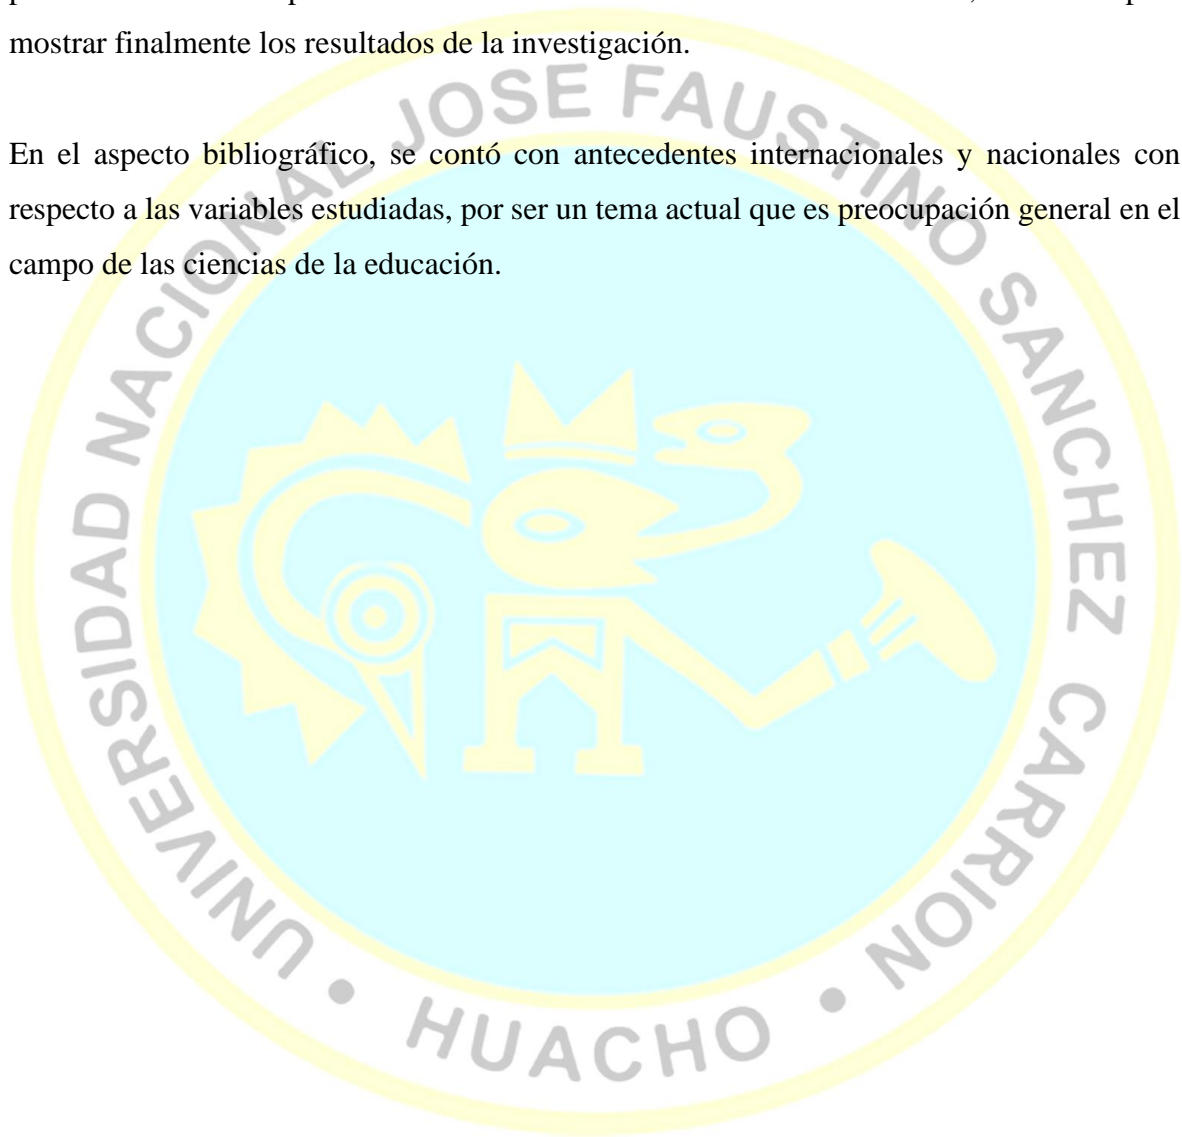 mostrar finalmente los resultados de la investigación.
En el aspecto bibliográfico, se contó con antecedentes internacionales y nacionales con
respecto a las variables estudiadas, por ser un tema actual que es preocupación general en el
campo de las ciencias de la educación.
UNIVERSIDAD NACIONAL JOSE FAUSTINO SANCHEZ CARRION
• HUACHO •